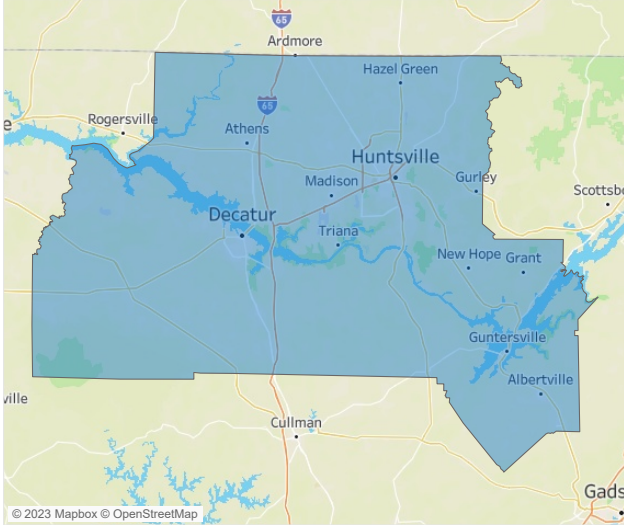 65
Ardmore
Hazel Green
65
Rogersville
e
Athens
Huntsville
Madison
Gurley
Scottsbo
Decatur
Triana
New Hope
Grant
Guntersville
Albertville
ville
Cullman
Gads
© 2023 Mapbox © OpenStreetMap